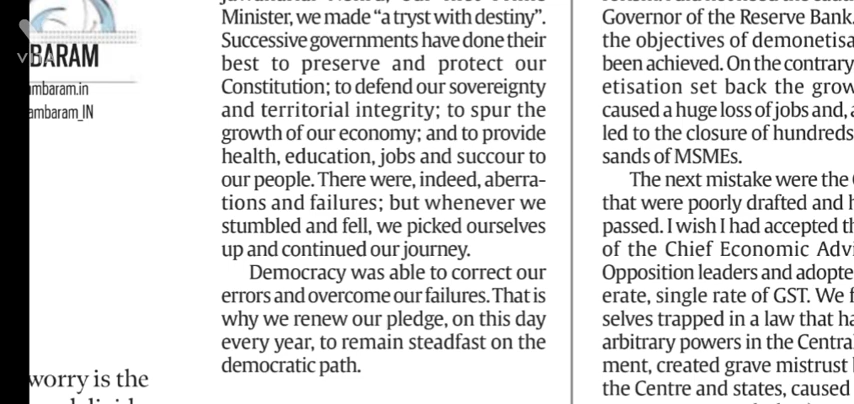 BARAM
ambaram.in
ambaram_IN
worry is the
Minister, we made “a tryst with destiny”.
Successive governments have done their
best to preserve and protect our
Constitution; to defend our sovereignty
and territorial integrity; to spur the
growth of our economy; and to provide
health, education, jobs and succour to
our people. There were, indeed, aberra-
tions and failures; but whenever we
stumbled and fell, we picked ourselves
up and continued our journey.
Democracy was able to correct our
errors and overcome our failures. That is
why we renew our pledge, on this day
every year, to remain steadfast on the
democratic path.
Governor of the Reserve Bank.
the objectives of demonetisa
been achieved. On the contrary
etisation set back the grow
caused a huge loss of jobs and, a
led to the closure of hundreds
sands of MSMEs.
The next mistake were the
that were poorly drafted and h
passed. I wish I had accepted th
of the Chief Economic Advi
Opposition leaders and adopte
erate, single rate of GST. We f
selves trapped in a law that ha
arbitrary powers in the Central
ment, created grave mistrust
the Centre and states, caused